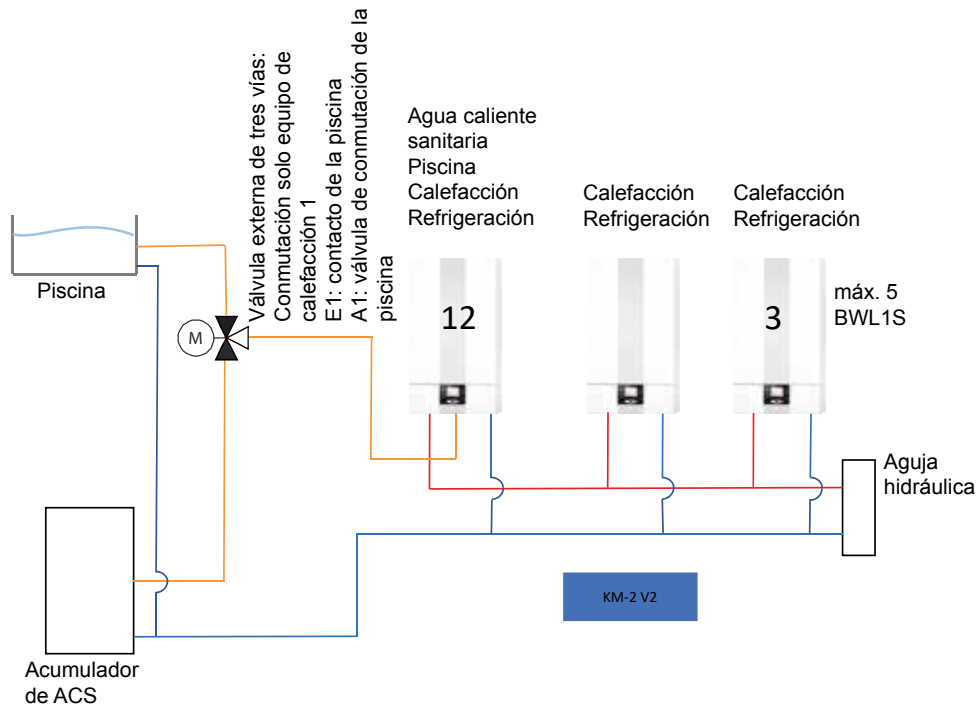 Válvula externa de tres vías:
Conmutación solo equipo de
calefacción 1
E1: contacto de la piscina
A1: válvula de conmutación de la
piscina
Agua caliente
sanitaria
Piscina
Calefacción
Refrigeración
Calefacción
Refrigeración
Calefacción
Refrigeración
12
3
máx. 5
BWL1S
Piscina
M
Aguja
hidráulica
KM-2 V2
Acumulador
de ACS